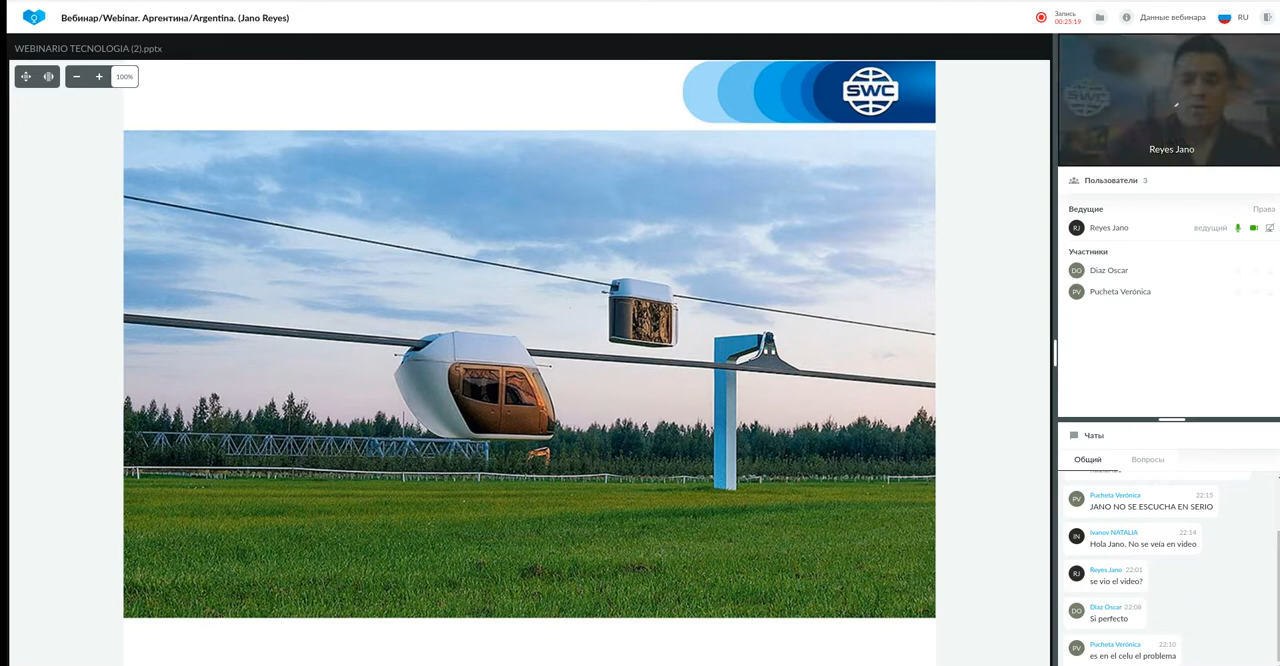 Вебинар/Webinar. Аргентина/Argentina. (Jano Reyes)
Запись
00:25:19
Данные вебинара
RU
WEBINARIO TECNOLOGIA (2).pptx
100%
SWC
SWC
Reyes Jano
Пользователи 3
Ведущие Права
RJ Reyes Jano ведущий
Участники
DO Diaz Oscar
PV Pucheta Verónica
Чаты
Общий Вопросы
PV Pucheta Verónica 22:15
JANO NO SE ESCUCHA EN SERIO
IN Ivanov NATALIA 22:14
Hola Jano. No se veía en video
RJ Reyes Jano 22:01
se vio el video?
DO Diaz Oscar 22:08
Si perfecto
PV Pucheta Verónica 22:10
es en el celu el problema